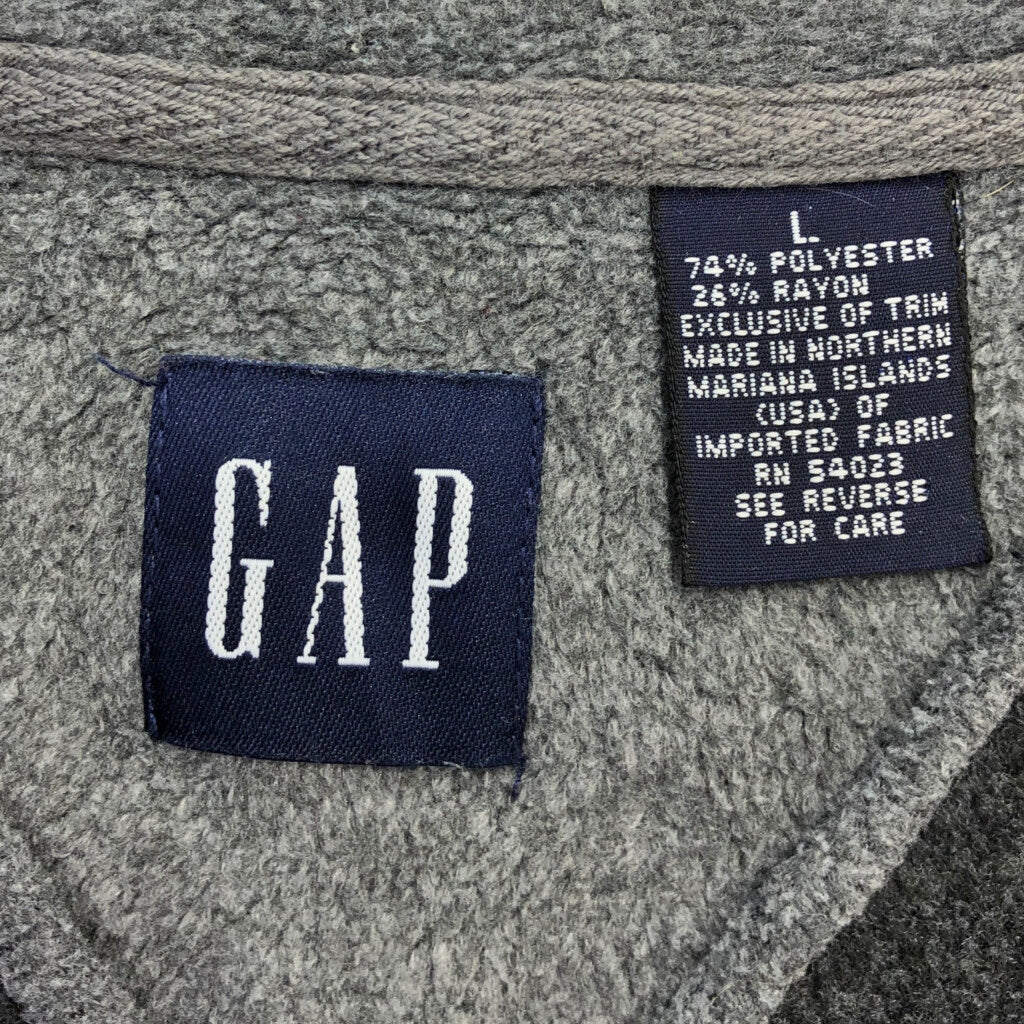 GAP
L.
74% POLYESTER
26% RAYON
EXCLUSIVE OF TRIM
MADE IN NORTHERN
MARIANA ISLANDS
(USA) OF
IMPORTED FABRIC
RN 54023
SEE REVERSE
FOR CARE